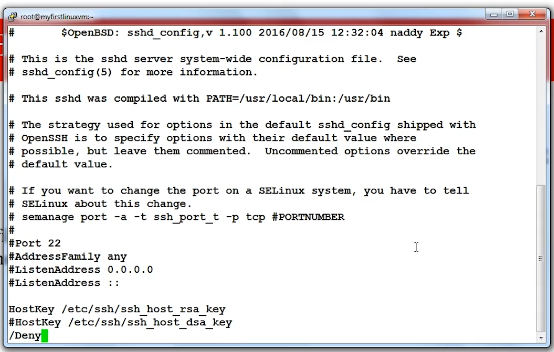 root@myfirstlinuxvm:~
#       $OpenBSD: sshd_config,v 1.100 2016/08/15 12:32:04 naddy Exp $
# This is the sshd server system-wide configuration file.  See
# sshd_config(5) for more information.
# This sshd was compiled with PATH=/usr/local/bin:/usr/bin
# The strategy used for options in the default sshd_config shipped with
# OpenSSH is to specify options with their default value where
# possible, but leave them commented.  Uncommented options override the
# default value.
# If you want to change the port on a SELinux system, you have to tell
# SELinux about this change.
# semanage port -a -t ssh_port_t -p tcp #PORTNUMBER
#
#Port 22
#AddressFamily any
#ListenAddress 0.0.0.0
#ListenAddress ::
HostKey /etc/ssh/ssh_host_rsa_key
#HostKey /etc/ssh/ssh_host_dsa_key
/Deny